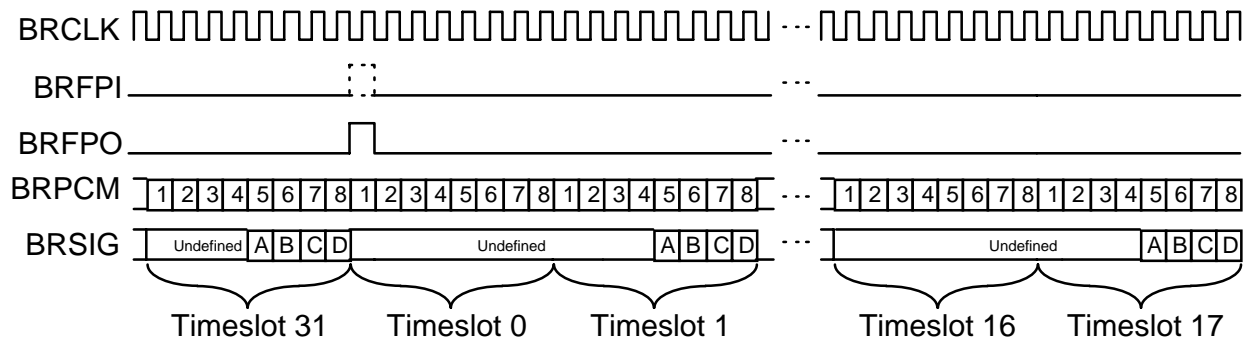 BRCLK ...
BRFPI ...
BRFPO ...
BRPCM 1 2 3 4 5 6 7 8 1 2 3 4 5 6 7 8 1 2 3 4 5 6 7 8 ... 1 2 3 4 5 6 7 8 1 2 3 4 5 6 7 8
BRSIG Undefined A B C D Undefined A B C D ... Undefined A B C D
Timeslot 31 Timeslot 0 Timeslot 1 Timeslot 16 Timeslot 17